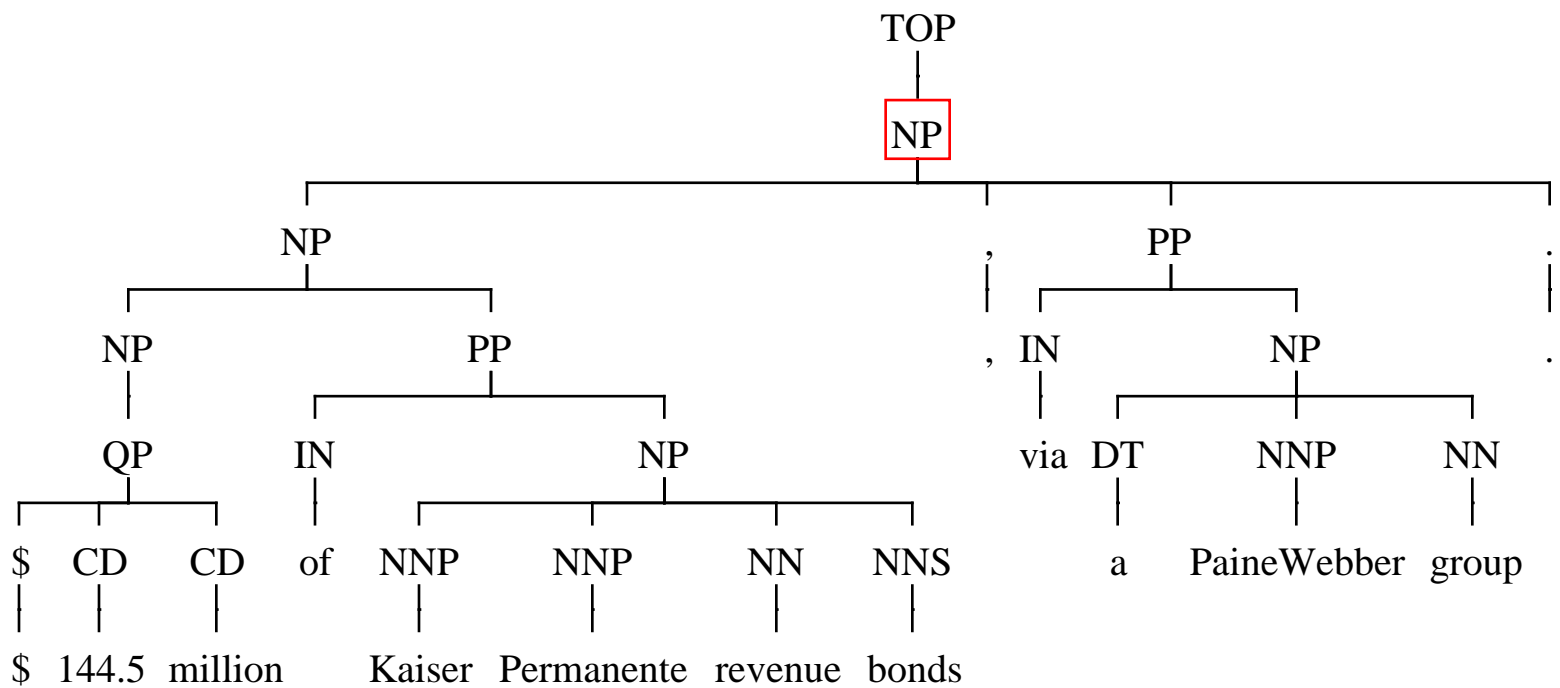 TOP
NP
NP , PP .
NP PP , IN NP .
QP IN NP via DT NNP NN
$ CD CD of NNP NNP NN NNS a PaineWebber group
$ 144.5 million Kaiser Permanente revenue bonds